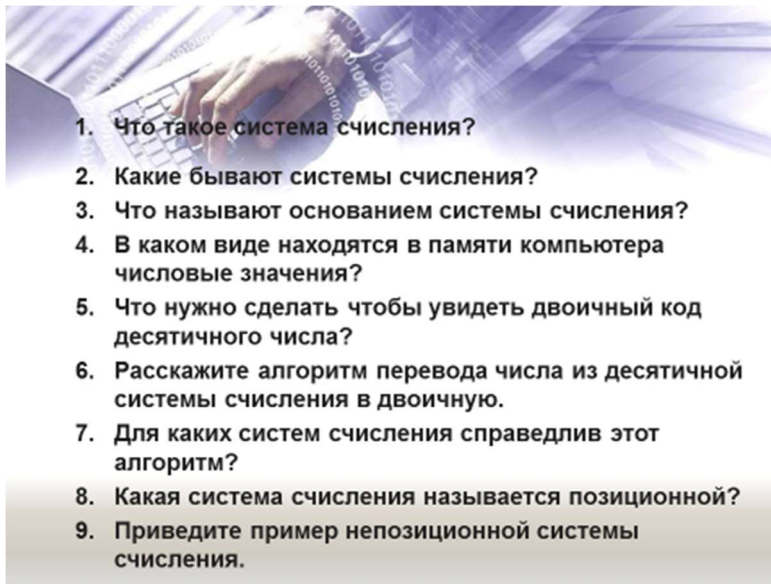 1. Что такое система счисления?
2. Какие бывают системы счисления?
3. Что называют основанием системы счисления?
4. В каком виде находятся в памяти компьютера
числовые значения?
5. Что нужно сделать чтобы увидеть двоичный код
десятичного числа?
6. Расскажите алгоритм перевода числа из десятичной
системы счисления в двоичную.
7. Для каких систем счисления справедлив этот
алгоритм?
8. Какая система счисления называется позиционной?
9. Приведите пример непозиционной системы
счисления.